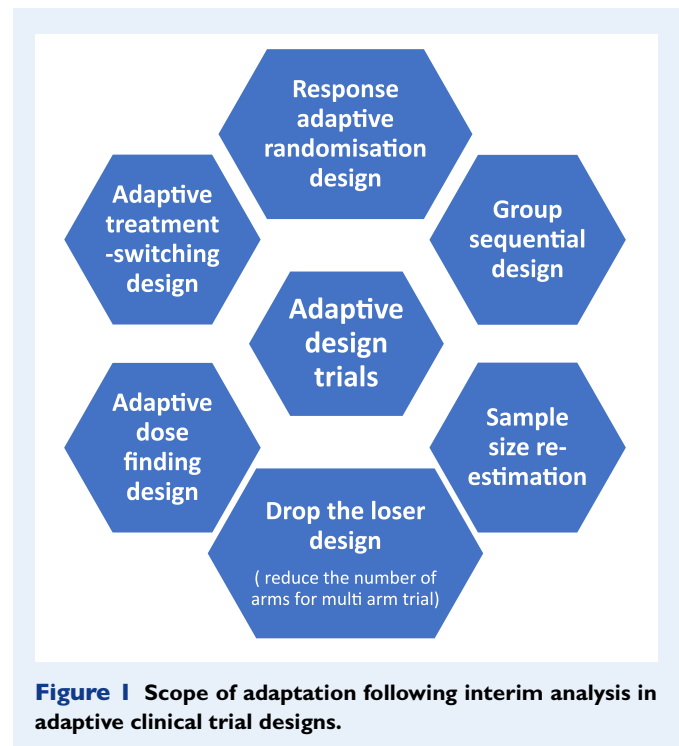 Response
adaptive
randomisation
design
Adaptive
treatment
-switching
design
Group
sequential
design
Adaptive
design
trials
Adaptive
dose
finding
design
Sample
size re-
estimation
Drop the loser
design
( reduce the number of
arms for multi arm trial)
Figure 1 Scope of adaptation following interim analysis in
adaptive clinical trial designs.